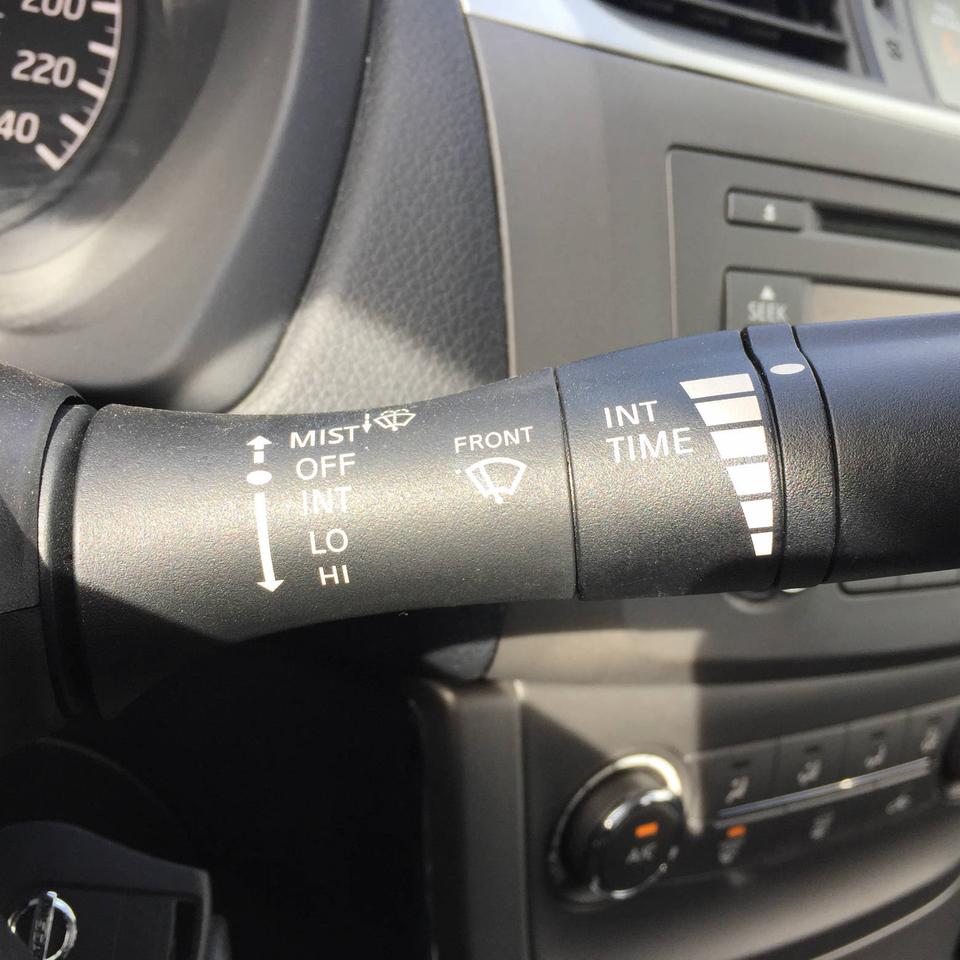 200
220
40
SEEK
MIST
OFF
INT
LO
HI
FRONT
INT
TIME
A/C